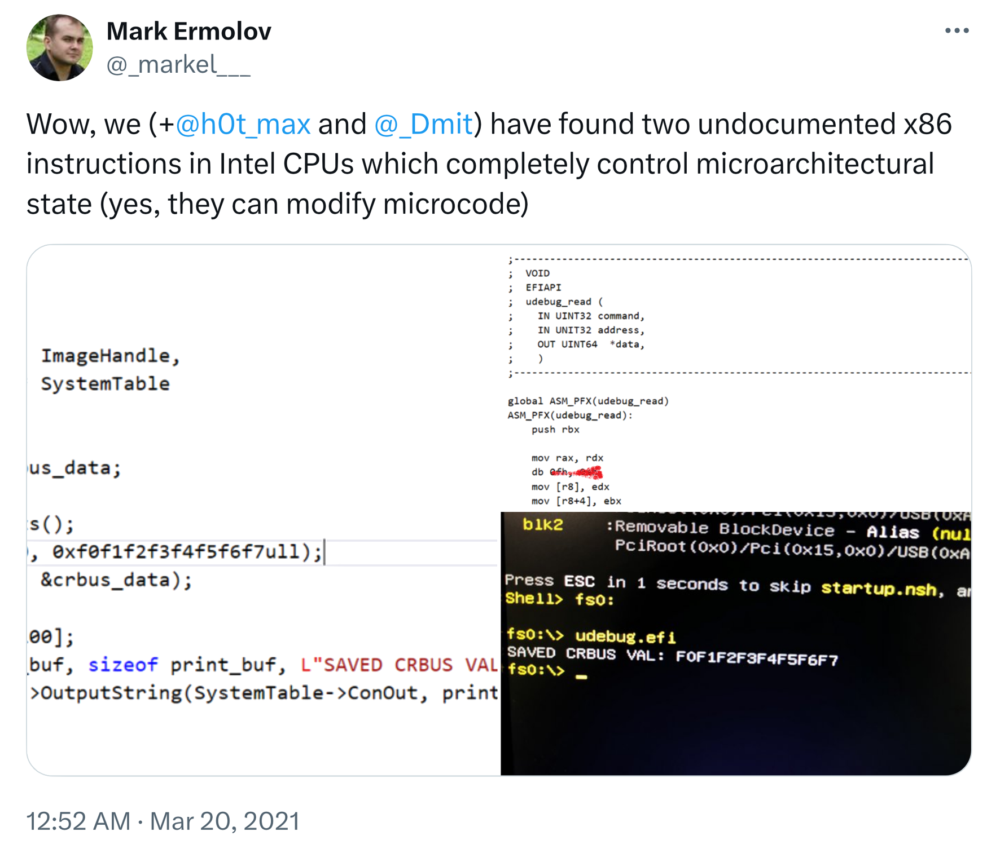 Mark Ermolov
@_markel___
Wow, we (+@h0t_max and @_Dmit) have found two undocumented x86
instructions in Intel CPUs which completely control microarchitectural
state (yes, they can modify microcode)
ImageHandle,
SystemTable
us_data;
s();
, 0xf0f1f2f3f4f5f6f7ull);
&crbus_data);
00];
buf, sizeof print_buf, L"SAVED CRBUS VAL
>OutputString(SystemTable->ConOut, print
;---------------------------------------------------------------------------
; VOID
; EFIAPI
; udebug_read (
; IN UINT32 command,
; IN UNIT32 address,
; OUT UINT64 *data,
; )
;---------------------------------------------------------------------------
global ASM_PFX(udebug_read)
ASM_PFX(udebug_read):
push rbx
mov rax, rdx
db 0fh,
mov [r8], edx
mov [r8+4], ebx
blk2 :Removable BlockDevice - Alias (nul
PciRoot(0x0)/Pci(0x15,0x0)/USB(0xA
Press ESC in 1 seconds to skip startup.nsh, an
Shell> fs0:
fs0:\> udebug.efi
SAVED CRBUS VAL: F0F1F2F3F4F5F6F7
fs0:\> _
12:52 AM · Mar 20, 2021